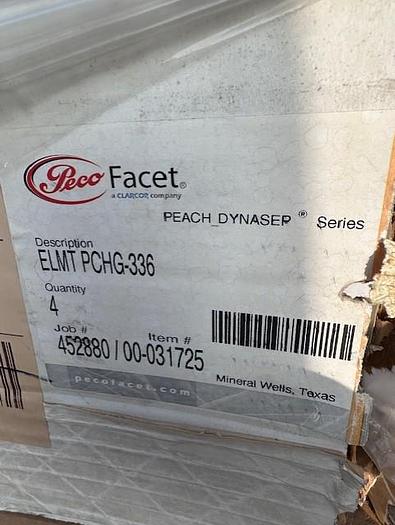 Peco Facet®
a CLARCOR company
PEACH_DYNASEP ® Series
Description
ELMT PCHG-336
Quantity
4
Job # Item #
452880 / 00-031725
pecofacet.com
Mineral Wells, Texas